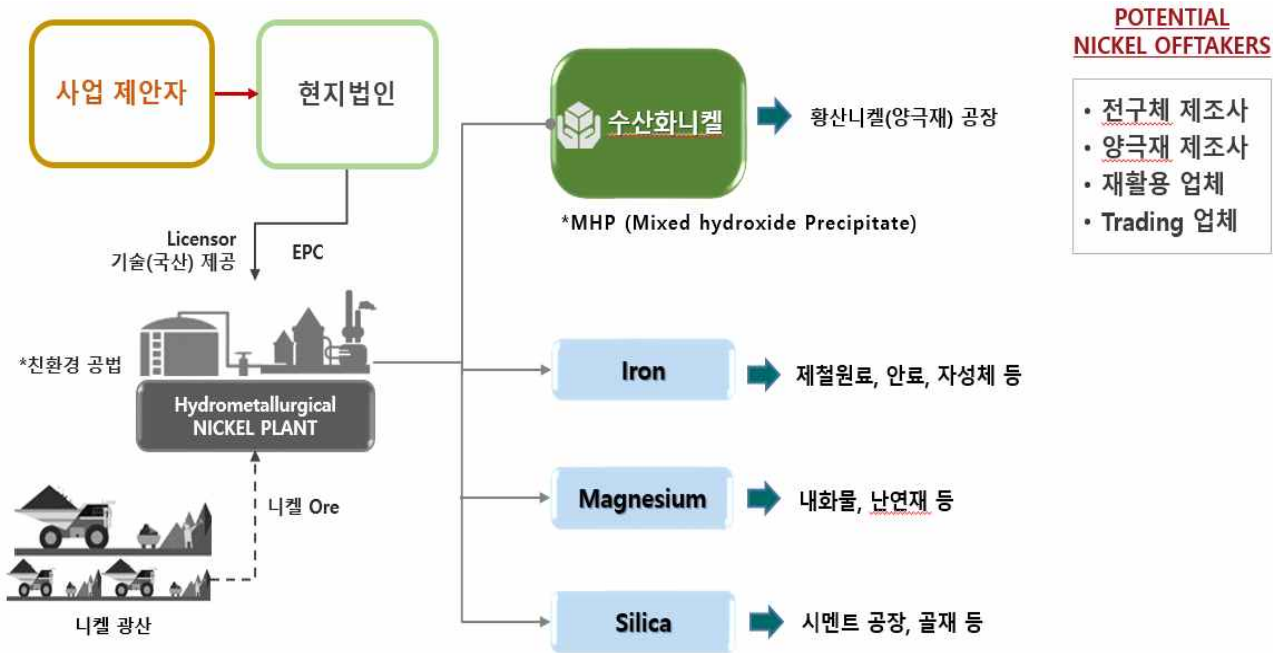 사업 제안자
현지법인
수산화니켈
황산니켈(양극재) 공장
*MHP (Mixed hydroxide Precipitate)
POTENTIAL
NICKEL OFFTAKERS
• 전구체 제조사
• 양극재 제조사
• 재활용 업체
• Trading 업체
Licensor
기술(국산) 제공
EPC
*친환경 공법
Hydrometallurgical
NICKEL PLANT
니켈 Ore
니켈 광산
Iron
제철원료, 안료, 자성체 등
Magnesium
내화물, 난연재 등
Silica
시멘트 공장, 골재 등